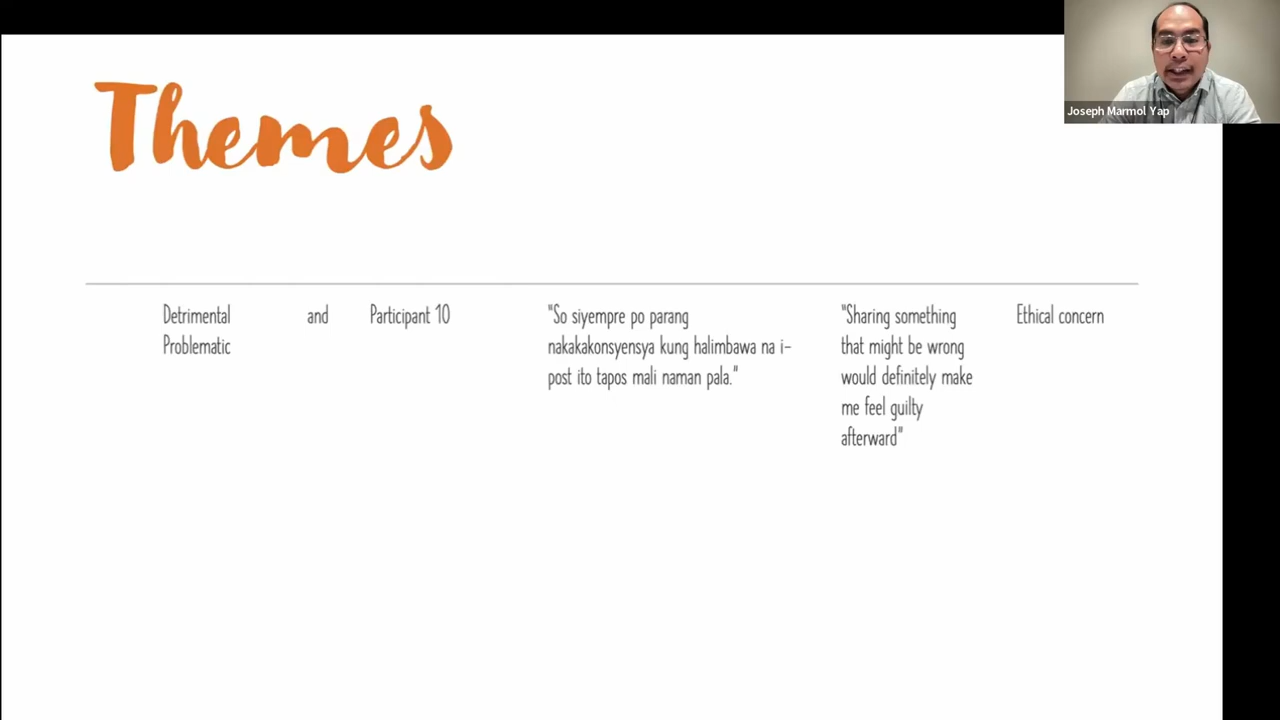 Joseph Marmol Yap
Themes
Detrimental and
Problematic
Participant 10
"So siyempre po parang
nakakakonsyensya kung halimbawa na i-
post ito tapos mali naman pala."
"Sharing something
that might be wrong
would definitely make
me feel guilty
afterward"
Ethical concern